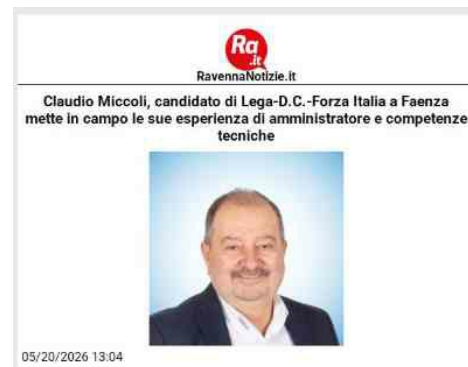 Ra
.it
RavennaNotizie.it
Claudio Miccoli, candidato di Lega-D.C.-Forza Italia a Faenza
mette in campo le sue esperienza di amministratore e competenze
tecniche
05/20/2026 13:04